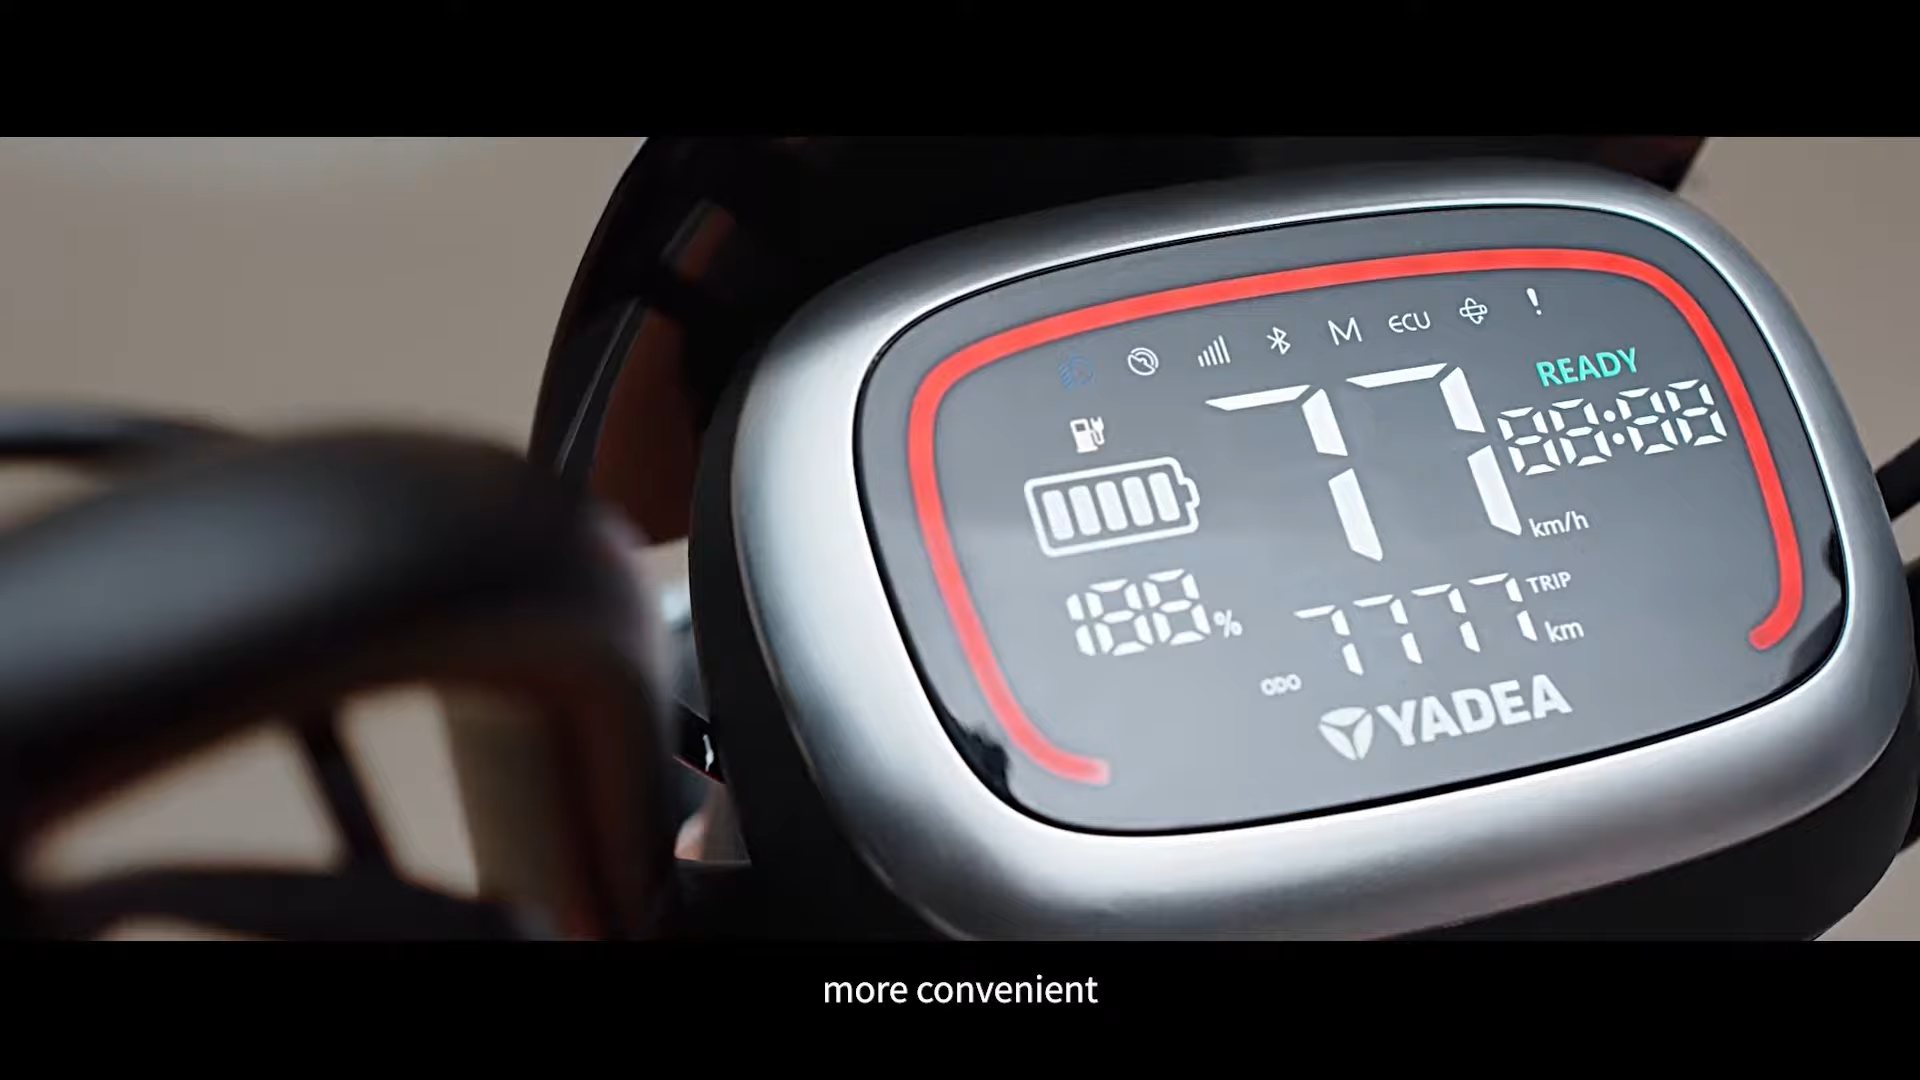 M ECU !
READY
77 88:88
km/h
188 %
TRIP
7777 km
ODO
YADEA
more convenient